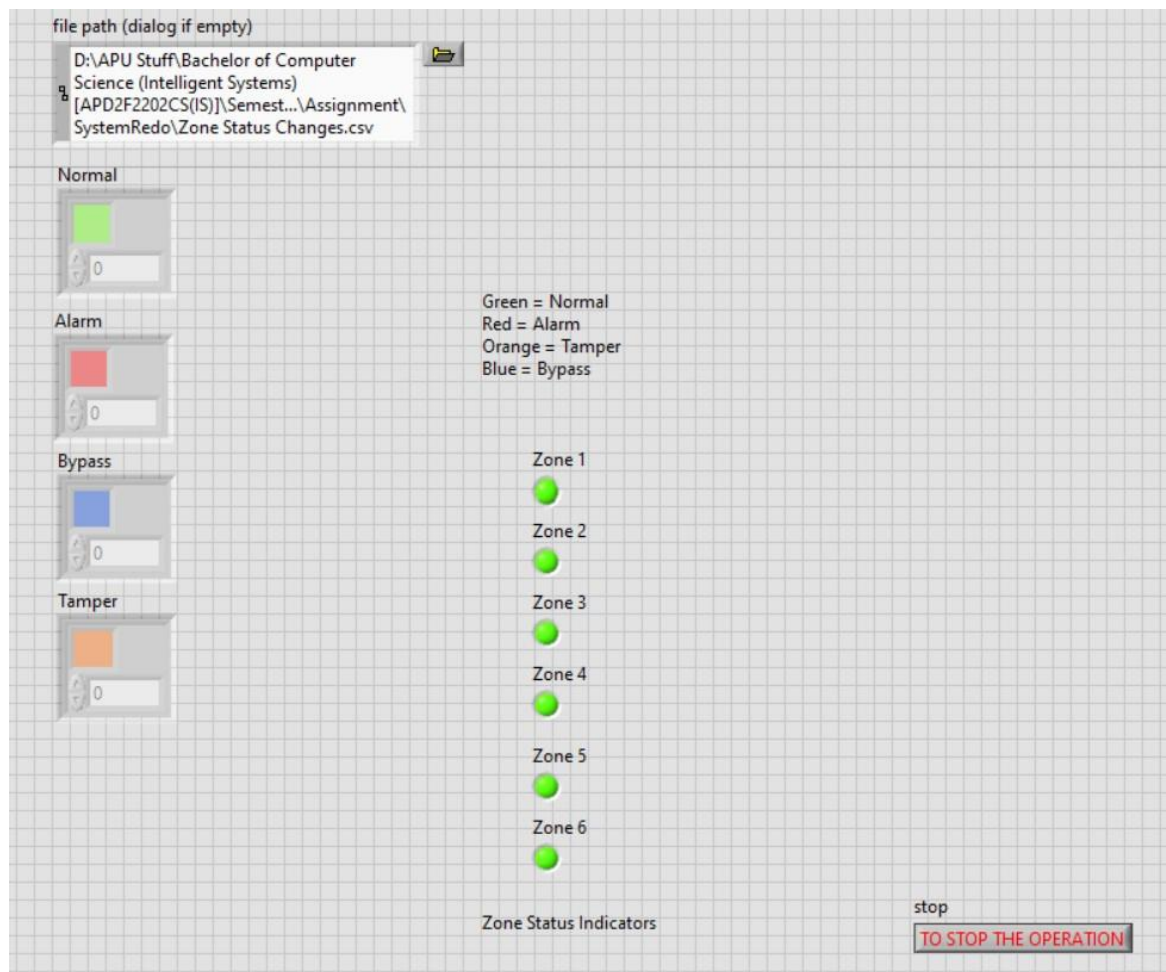 file path (dialog if empty)
D:\APU Stuff\Bachelor of Computer
Science (Intelligent Systems)
[APD2F2202CS(IS)]\Semest...\Assignment\
SystemRedo\Zone Status Changes.csv
Normal
0
Alarm
0
Bypass
0
Tamper
0
Green = Normal
Red = Alarm
Orange = Tamper
Blue = Bypass
Zone 1
Zone 2
Zone 3
Zone 4
Zone 5
Zone 6
Zone Status Indicators
stop
TO STOP THE OPERATION